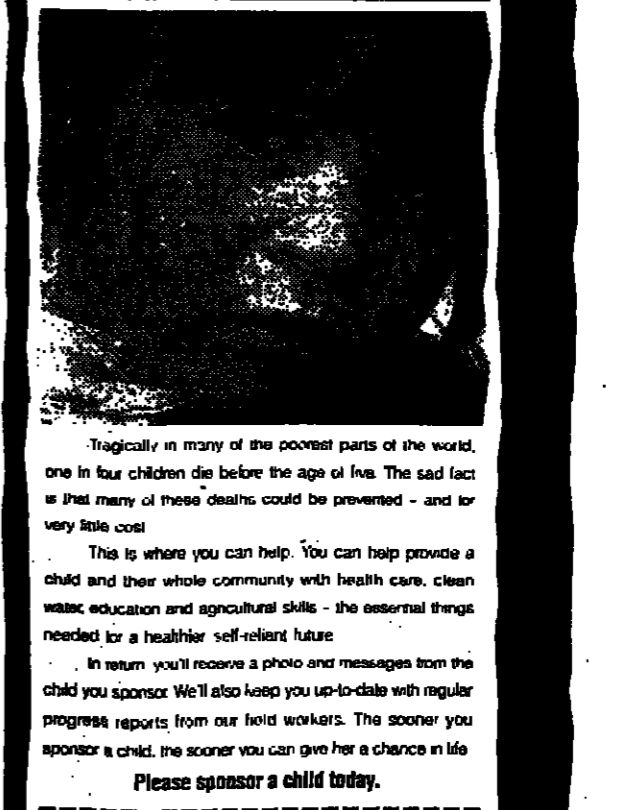 Tragically in many of the poorest parts of the world,
one in four children die before the age of five. The sad fact
is that many of these deaths could be prevented – and for
very little cost
This is where you can help. You can help provide a
child and their whole community with health care, clean
water, education and agricultural skills – the essential things
needed for a healthier self-reliant future
In return you'll receive a photo and messages from the
child you sponsor. We'll also keep you up-to-date with regular
progress reports from our field workers. The sooner you
sponsor a child, the sooner you can give her a chance in life
Please sponsor a child today.